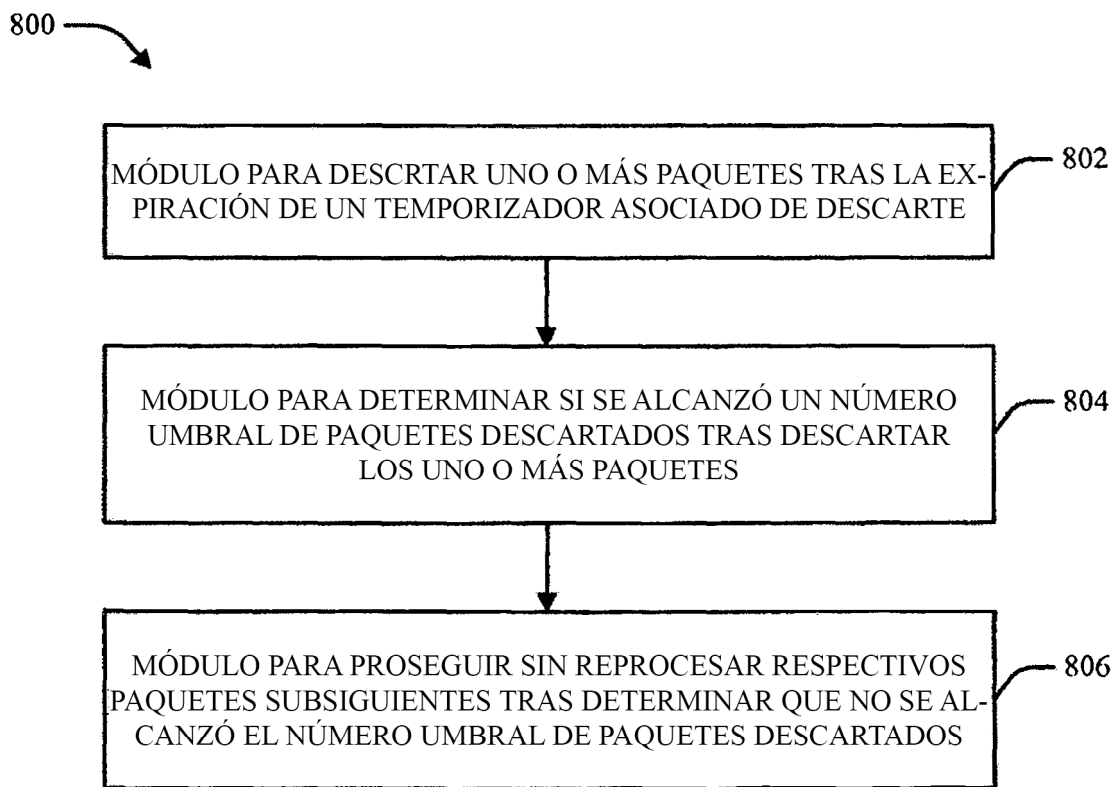 800
MÓDULO PARA DESCRTAR UNO O MÁS PAQUETES TRAS LA EX-
PIRACIÓN DE UN TEMPORIZADOR ASOCIADO DE DESCARTE
802
MÓDULO PARA DETERMINAR SI SE ALCANZÓ UN NÚMERO
UMBRAL DE PAQUETES DESCARTADOS TRAS DESCARTAR
LOS UNO O MÁS PAQUETES
804
MÓDULO PARA PROSEGUIR SIN REPROCESAR RESPECTIVOS
PAQUETES SUBSIGUIENTES TRAS DETERMINAR QUE NO SE AL-
CANZÓ EL NÚMERO UMBRAL DE PAQUETES DESCARTADOS
806